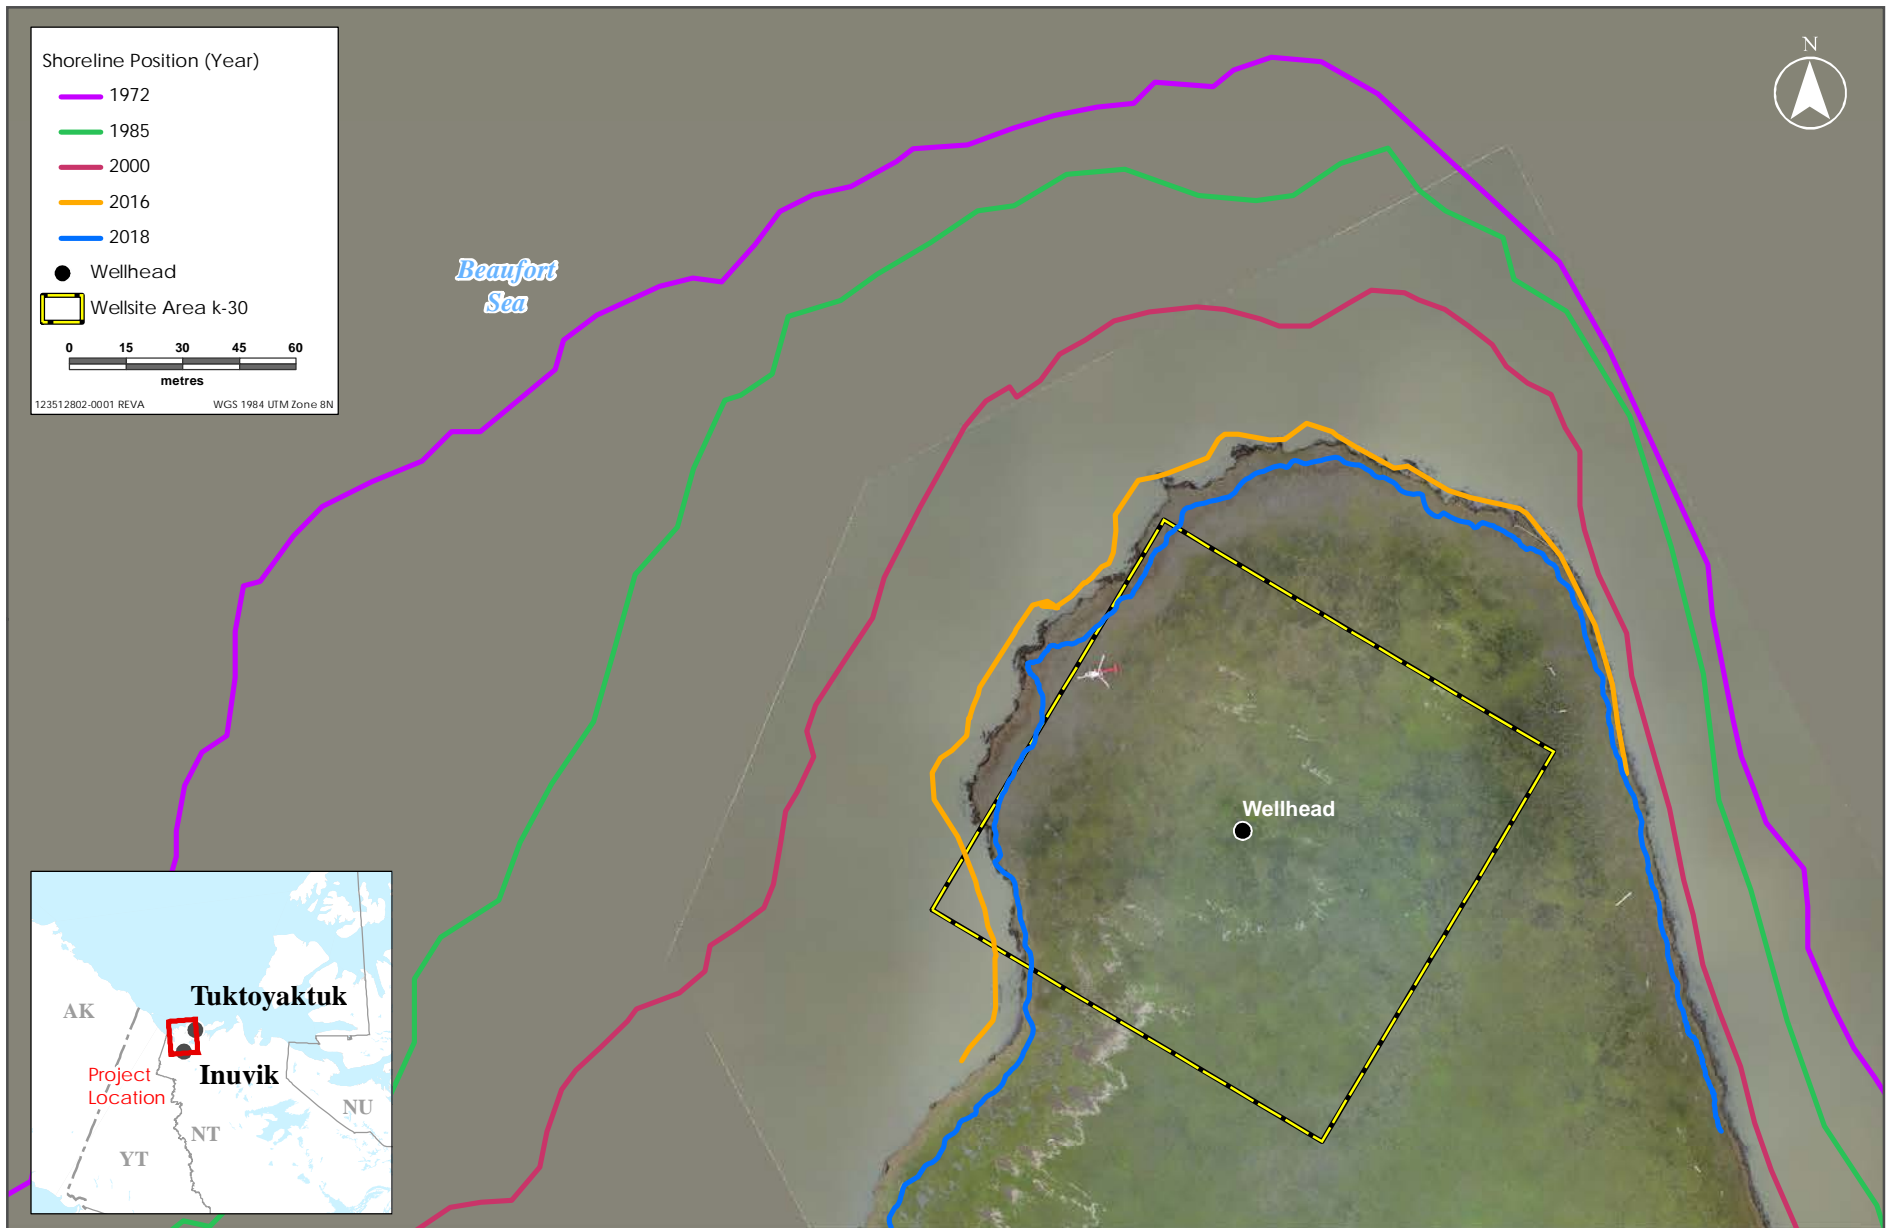 Shoreline Position (Year)
1972
1985
2000
2016
2018
Wellhead
Wellsite Area k-30
0 15 30 45 60
metres
123512802-0001 REVA WGS 1984 UTM Zone 8N
N
Beaufort
Sea
Wellhead
Tuktoyaktuk
AK
Inuvik
Project
Location
NU
NT
YT